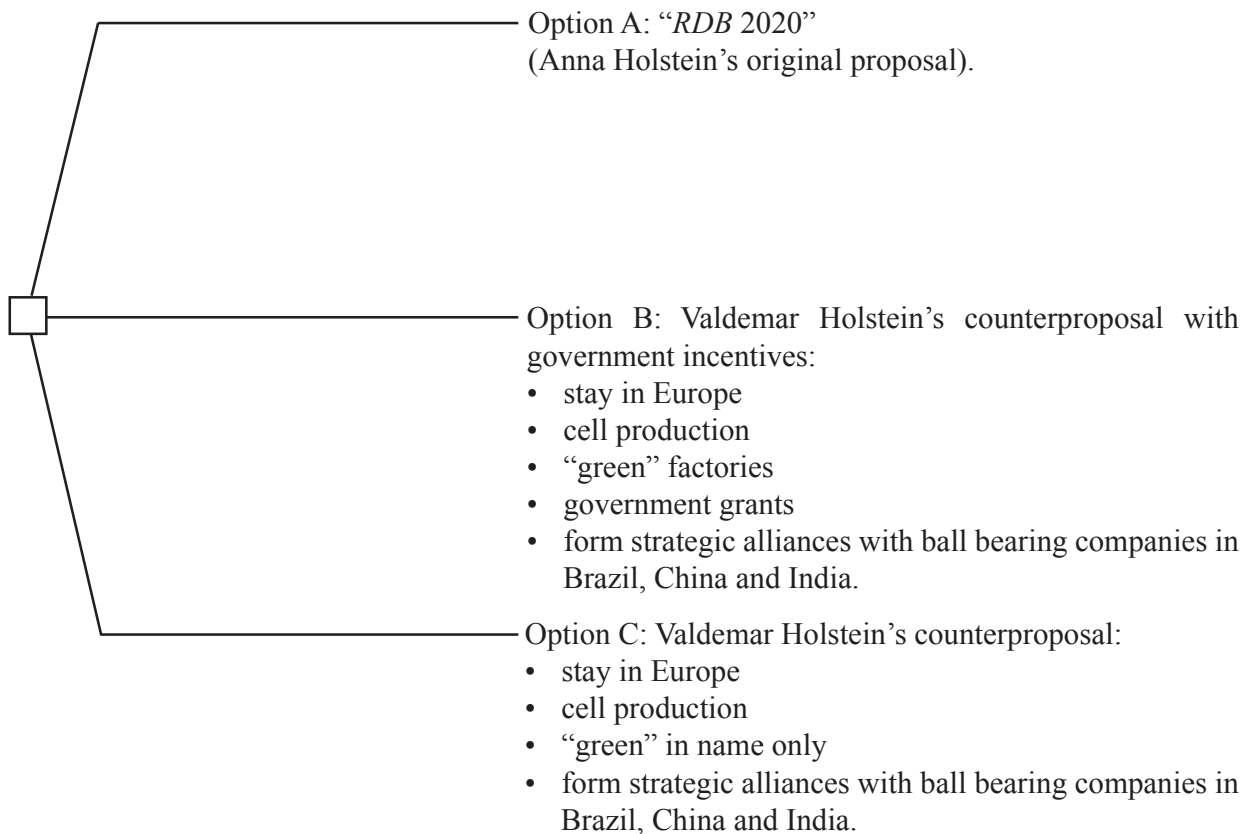 Option A: “RDB 2020”
(Anna Holstein’s original proposal).
Option B: Valdemar Holstein’s counterproposal with
government incentives:
• stay in Europe
• cell production
• “green” factories
• government grants
• form strategic alliances with ball bearing companies in
Brazil, China and India.
Option C: Valdemar Holstein’s counterproposal:
• stay in Europe
• cell production
• “green” in name only
• form strategic alliances with ball bearing companies in
Brazil, China and India.